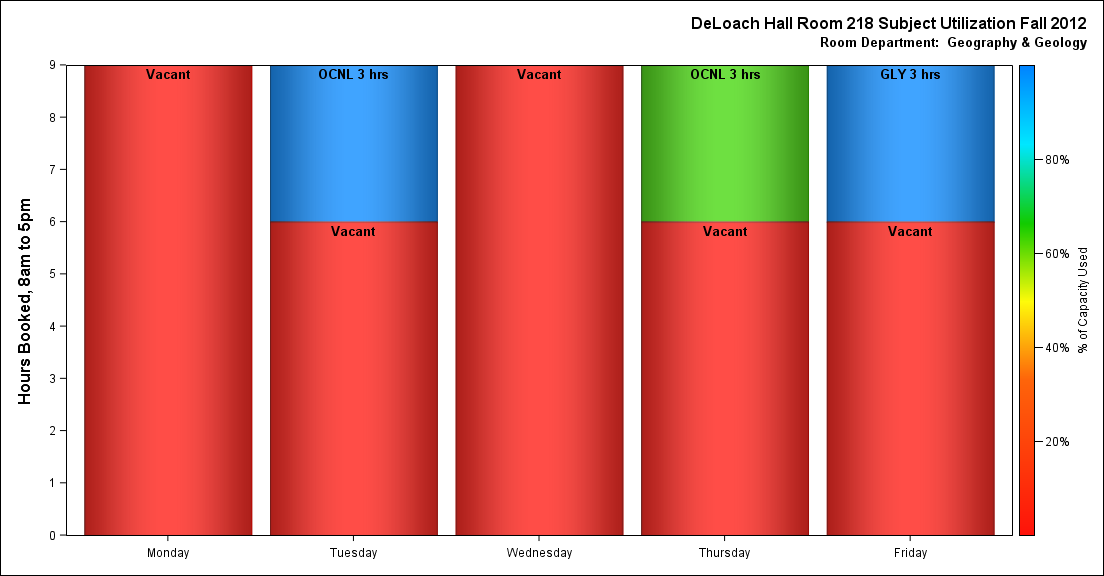 DeLoach Hall Room 218 Subject Utilization Fall 2012
Room Department: Geography & Geology
Hours Booked, 8am to 5pm
9
8
7
6
5
4
3
2
1
0
Vacant
OCNL 3 hrs
Vacant
OCNL 3 hrs
GLY 3 hrs
Vacant
Vacant
Vacant
Monday
Tuesday
Wednesday
Thursday
Friday
80%
60%
40%
20%
% of Capacity Used